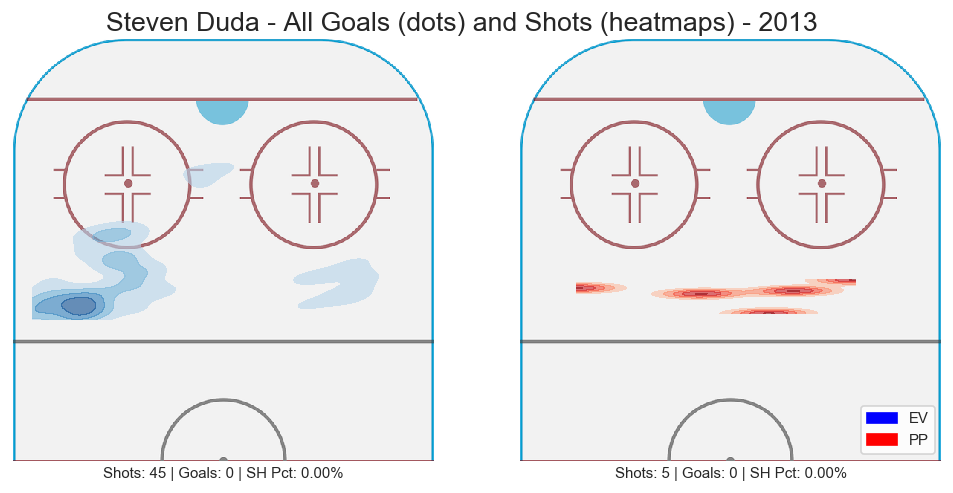 Steven Duda - All Goals (dots) and Shots (heatmaps) - 2013
EV
PP
Shots: 45 | Goals: 0 | SH Pct: 0.00%
Shots: 5 | Goals: 0 | SH Pct: 0.00%